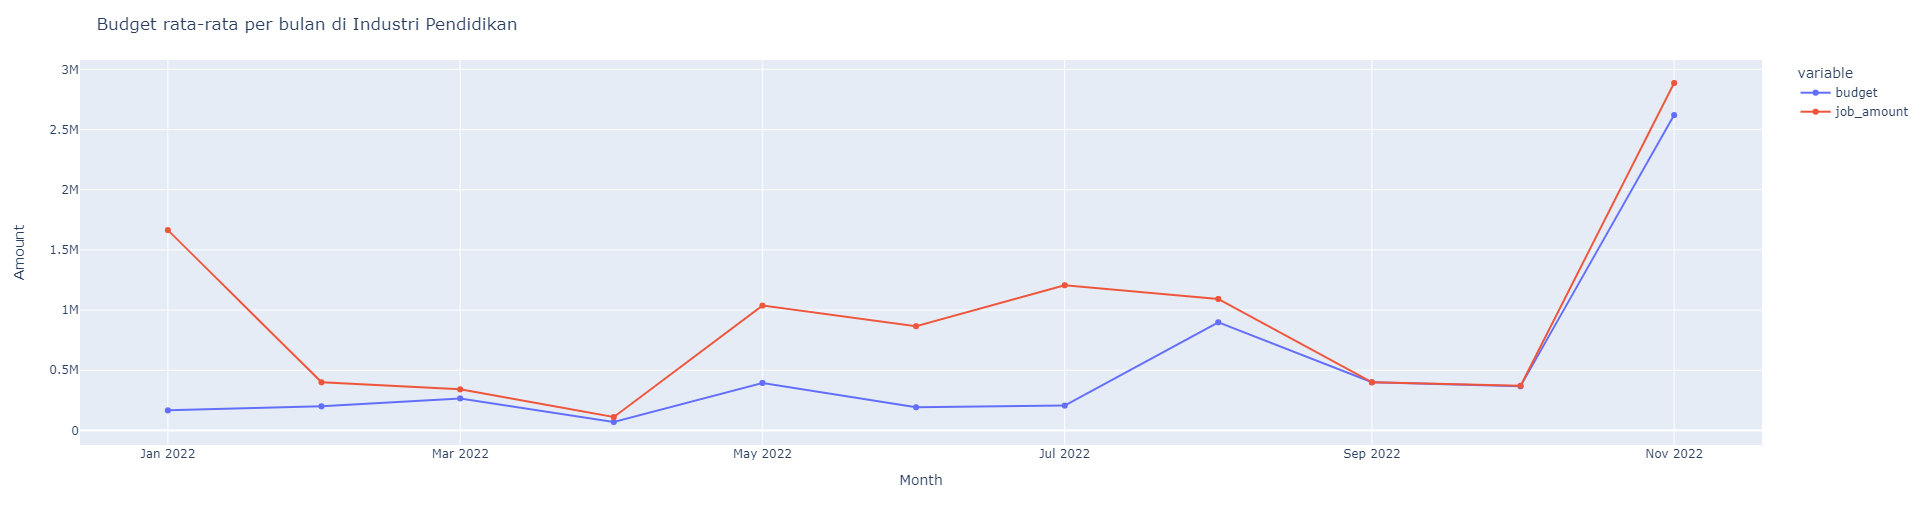 Budget rata-rata per bulan di Industri Pendidikan
3M
2.5M
2M
1.5M
1M
0.5M
0
Amount
Jan 2022
Mar 2022
May 2022
Jul 2022
Sep 2022
Nov 2022
Month
variable
budget
job_amount